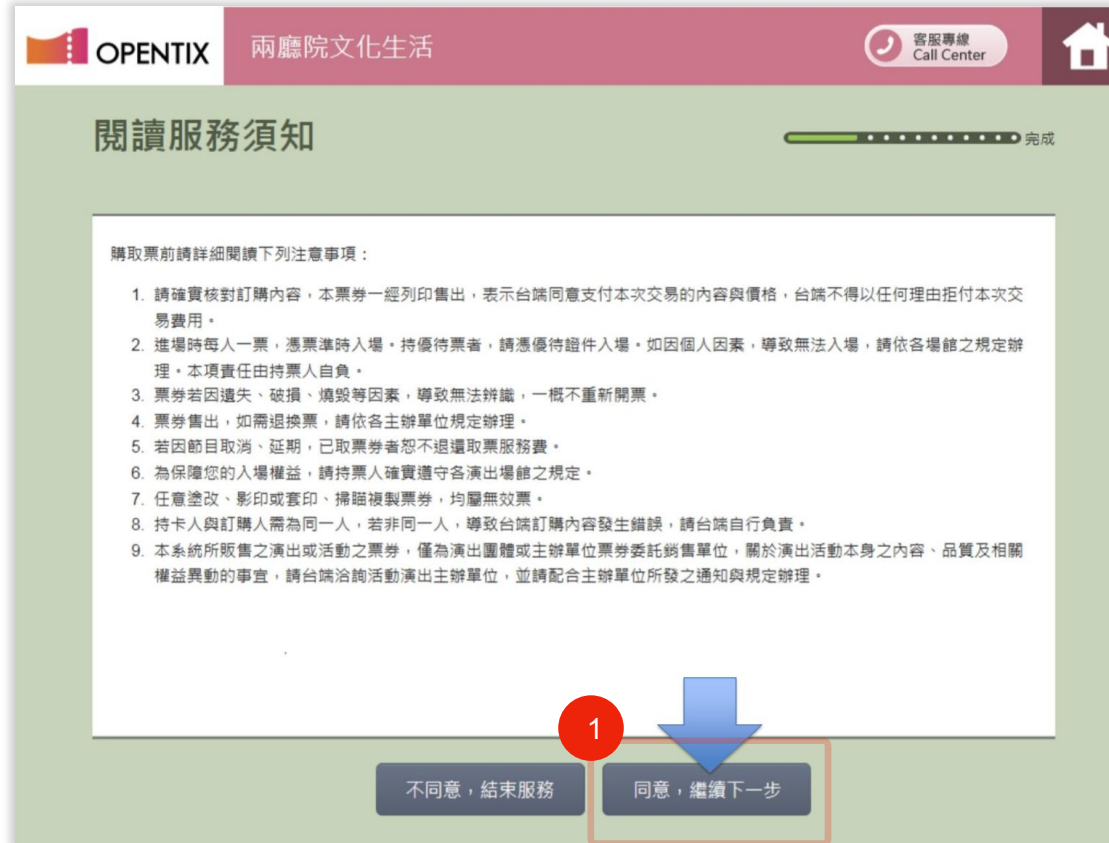 OPENTIX
兩廳院文化生活
客服專線
Call Center
閱讀服務須知
完成
購取票前請詳細閱讀下列注意事項：
1. 請確實核對訂購內容，本票券一經列印售出，表示台端同意支付本次交易的內容與價格，台端不得以任何理由拒付本次交
易費用。
2. 進場時每人一票，憑票準時入場。持優待票者，請憑優待證件入場。如因個人因素，導致無法入場，請依各場館之規定辦
理。本項責任由持票人自負。
3. 票券若因遺失、破損、燒毀等因素，導致無法辨識，一概不重新開票。
4. 票券售出，如需退換票，請依各主辦單位規定辦理。
5. 若因節目取消、延期，已取票券者恕不退還取票服務費。
6. 為保障您的入場權益，請持票人確實遵守各演出場館之規定。
7. 任意塗改、影印或套印、掃瞄複製票券，均屬無效票。
8. 持卡人與訂購人需為同一人，若非同一人，導致台端訂購內容發生錯誤，請台端自行負責。
9. 本系統所販售之演出或活動之票券，僅為演出團體或主辦單位票券委託銷售單位，關於演出活動本身之內容、品質及相關
權益異動的事宜，請台端洽詢活動演出主辦單位，並請配合主辦單位所發之通知與規定辦理。
1
不同意，結束服務
同意，繼續下一步